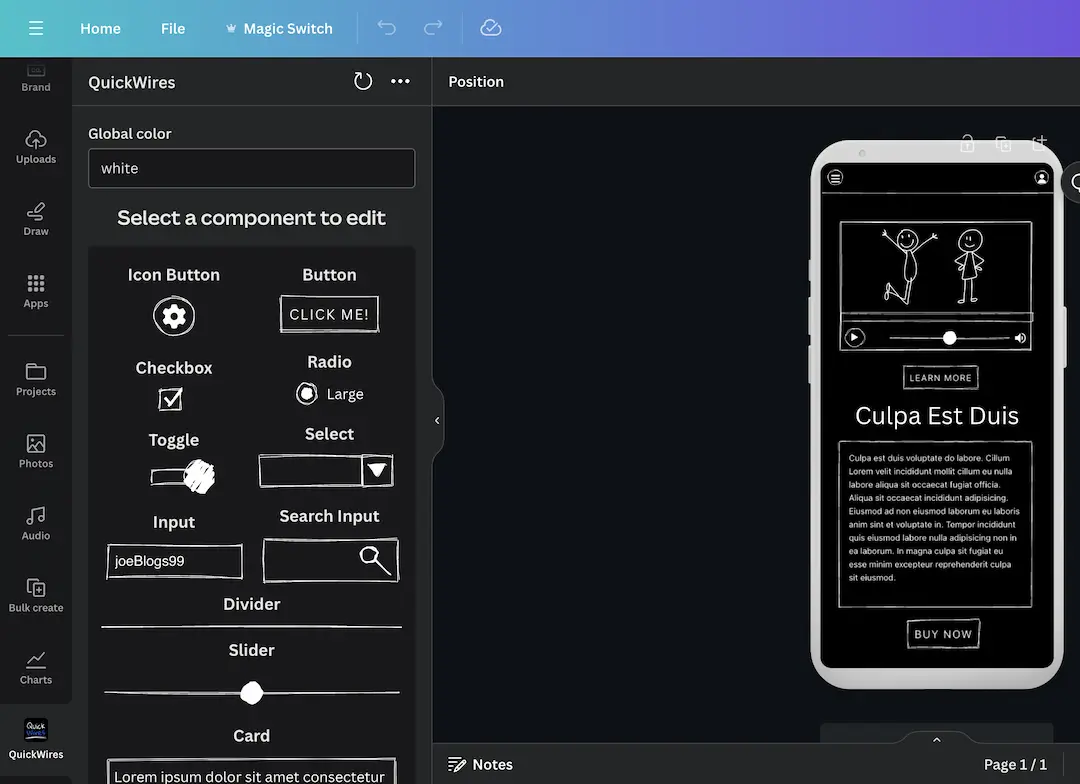 Home File Magic Switch
Brand
Uploads
Draw
Apps
Projects
Photos
Audio
Bulk create
Charts
Quick
Wires
QuickWires
QuickWires
Global color
white
Select a component to edit
Icon Button Button
CLICK ME!
Checkbox Radio
Large
Toggle Select
Input Search Input
joeBlogs99
Divider
Slider
Card
Lorem ipsum dolor sit amet consectetur
Position
LEARN MORE
Culpa Est Duis
Culpa est duis voluptate do labore. Cillum
Lorem velit incididunt mollit cillum eu nulla
labore aliqua sit occaecat fugiat officia.
Aliqua sit occaecat incididunt adipisicing.
Eiusmod ad non eiusmod laborum eu laboris
anim sint et voluptate in. Tempor incididunt
quis eiusmod labore nulla adipisicing non in
ea laborum. In magna culpa sit fugiat eu
esse minim excepteur reprehenderit culpa
sit eiusmod.
BUY NOW
Notes Page 1 / 1